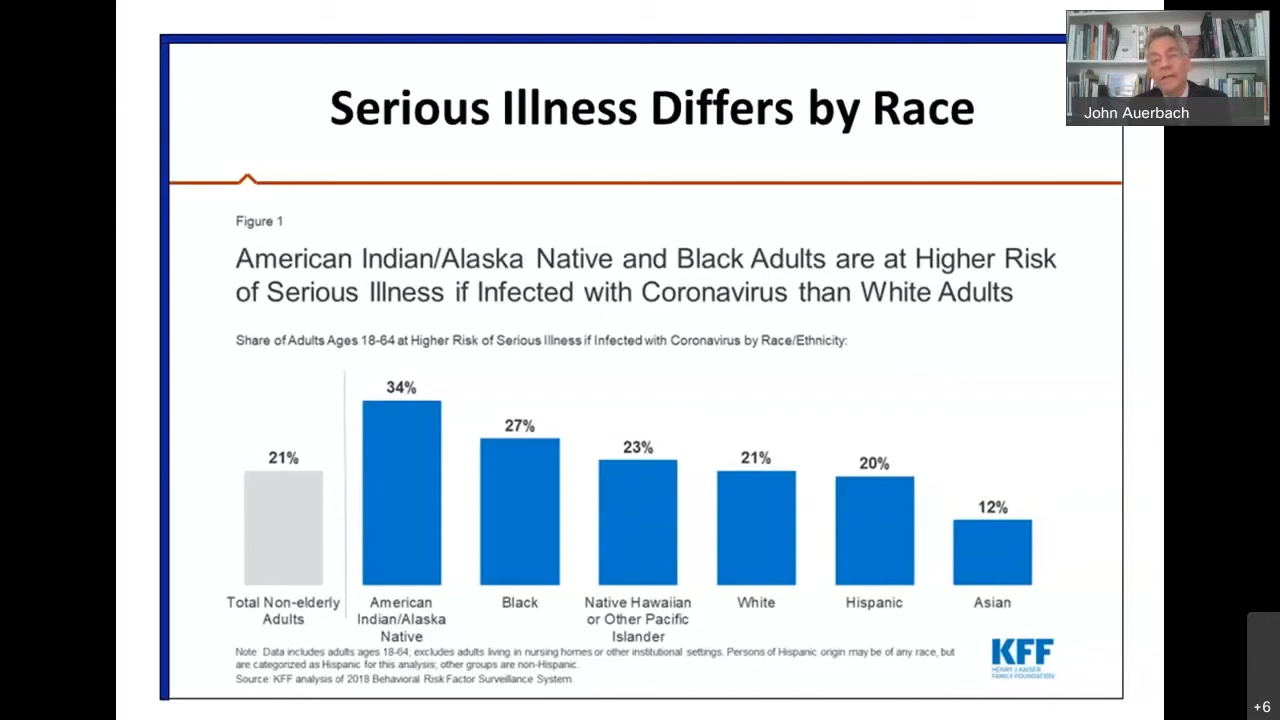 Serious Illness Differs by Race
John Auerbach
Figure 1
American Indian/Alaska Native and Black Adults are at Higher Risk
of Serious Illness if Infected with Coronavirus than White Adults
Share of Adults Ages 18-64 at Higher Risk of Serious Illness if Infected with Coronavirus by Race/Ethnicity:
21%
34%
27%
23%
21%
20%
12%
Total Non-elderly
Adults
American
Indian/Alaska
Native
Black
Native Hawaiian
or Other Pacific
Islander
White
Hispanic
Asian
Note: Data includes adults ages 18-64, excludes adults living in nursing homes or other institutional settings. Persons of Hispanic origin may be of any race, but
are categorized as Hispanic for this analysis; other groups are non-Hispanic.
Source: KFF analysis of 2018 Behavioral Risk Factor Surveillance System
KFF
HENRY J KAISER
FAMILY FOUNDATION
+6